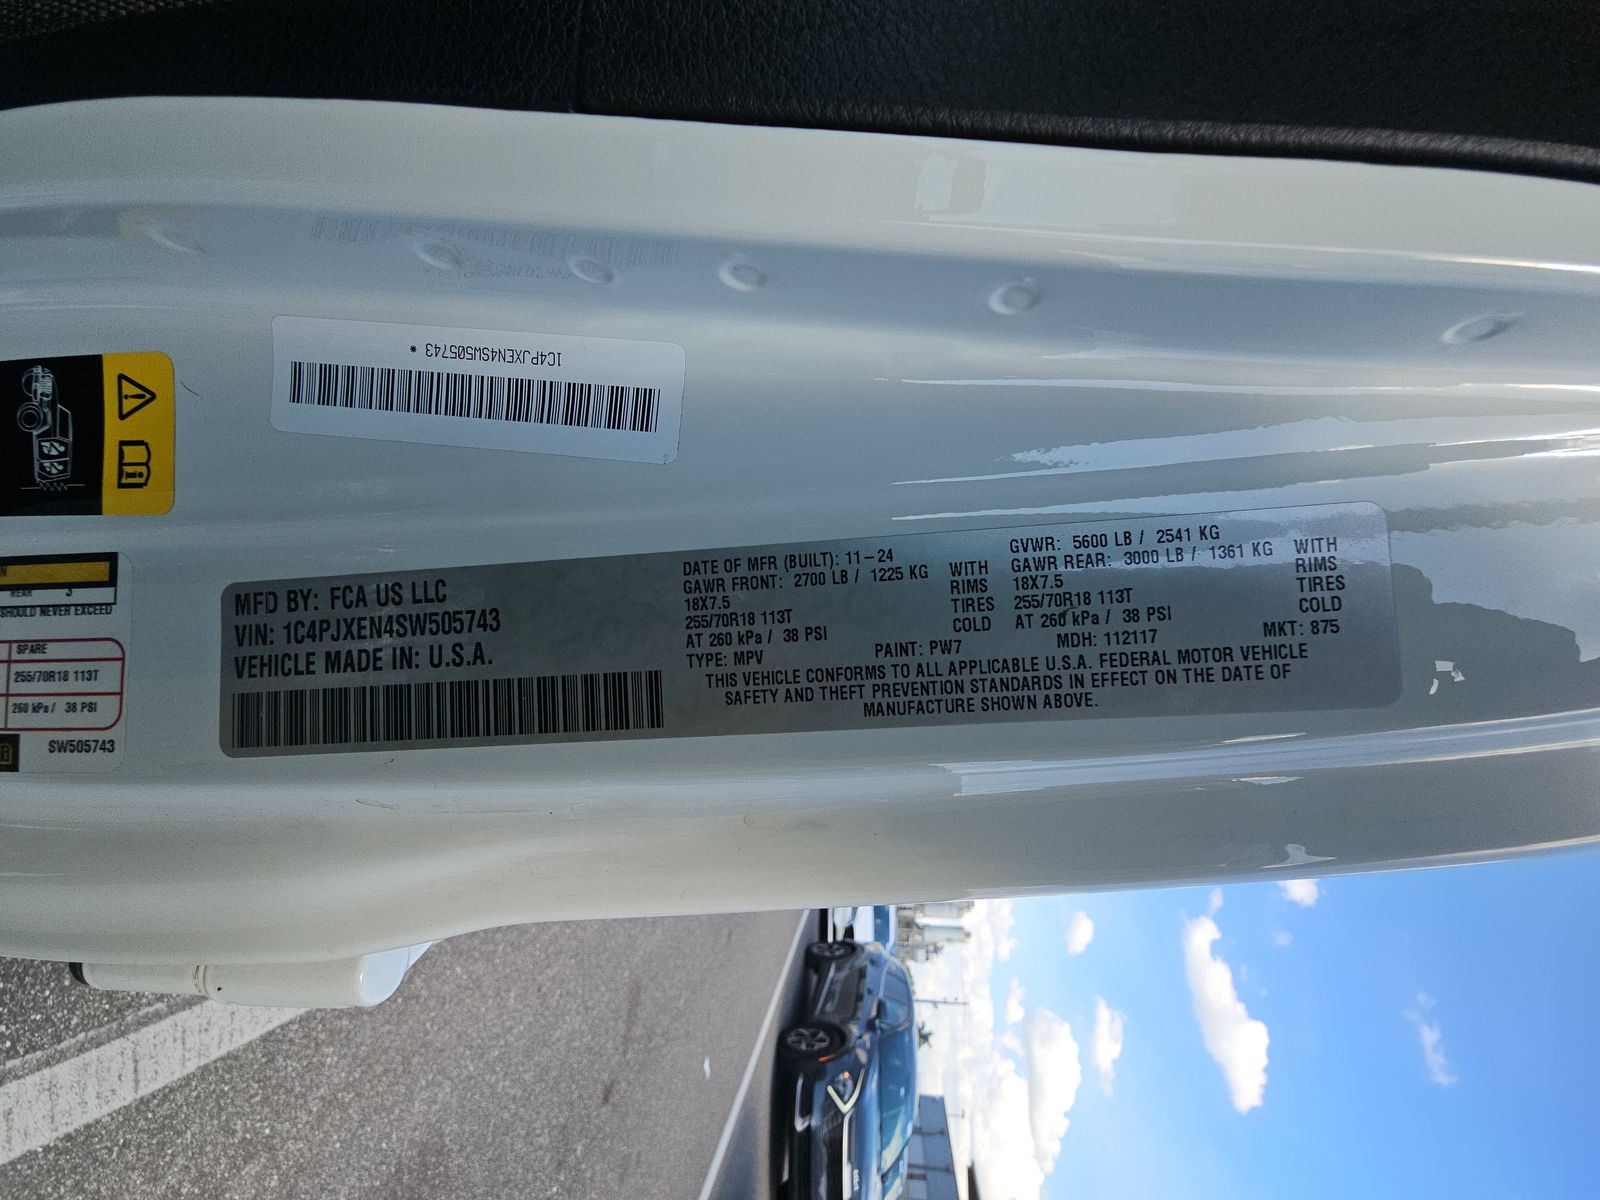 1C4PJXEN4SW505743 *
MFD BY: FCA US LLC
VIN: 1C4PJXEN4SW505743
VEHICLE MADE IN: U.S.A.
DATE OF MFR (BUILT): 11-24
GAWR FRONT: 2700 LB / 1225 KG WITH
18X7.5 RIMS
255/70R18 113T TIRES
AT 260 kPa / 38 PSI COLD
TYPE: MPV PAINT: PW7
GVWR: 5600 LB / 2541 KG
GAWR REAR: 3000 LB / 1361 KG WITH
18X7.5 RIMS
255/70R18 113T TIRES
AT 260 kPa / 38 PSI COLD
MDH: 112117 MKT: 875
THIS VEHICLE CONFORMS TO ALL APPLICABLE U.S.A. FEDERAL MOTOR VEHICLE
SAFETY AND THEFT PREVENTION STANDARDS IN EFFECT ON THE DATE OF
MANUFACTURE SHOWN ABOVE.
REAR 3
SHOULD NEVER EXCEED
SPARE
255/70R18 113T
260 kPa / 38 PSI
SW505743